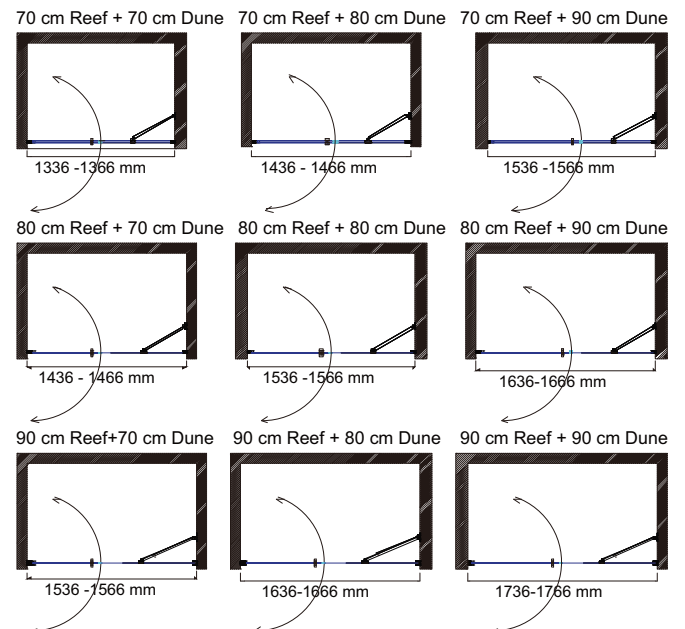 70 cm Reef + 70 cm Dune
70 cm Reef + 80 cm Dune
70 cm Reef + 90 cm Dune
1336 -1366 mm
1436 - 1466 mm
1536 -1566 mm
80 cm Reef + 70 cm Dune
80 cm Reef + 80 cm Dune
80 cm Reef + 90 cm Dune
1436 - 1466 mm
1536 -1566 mm
1636-1666 mm
90 cm Reef+70 cm Dune
90 cm Reef + 80 cm Dune
90 cm Reef + 90 cm Dune
1536 -1566 mm
1636-1666 mm
1736-1766 mm